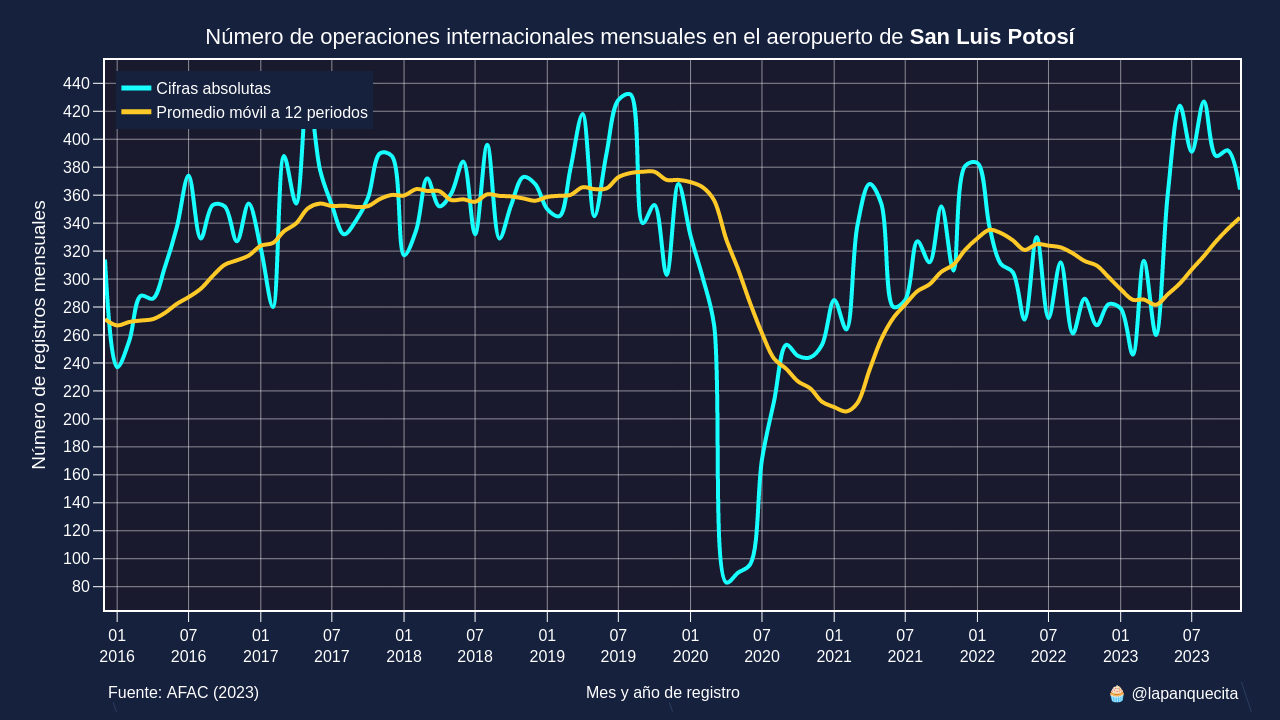 Número de operaciones internacionales mensuales en el aeropuerto de San Luis Potosí
Cifras absolutas
Promedio móvil a 12 periodos
Número de registros mensuales
440
420
400
380
360
340
320
300
280
260
240
220
200
180
160
140
120
100
80
01 07 01 07 01 07 01 07 01 07 01 07 01 07 01 07
2016 2016 2017 2017 2018 2018 2019 2019 2020 2020 2021 2021 2022 2022 2023 2023
Fuente: AFAC (2023) Mes y año de registro 🧁 @lapanquecita